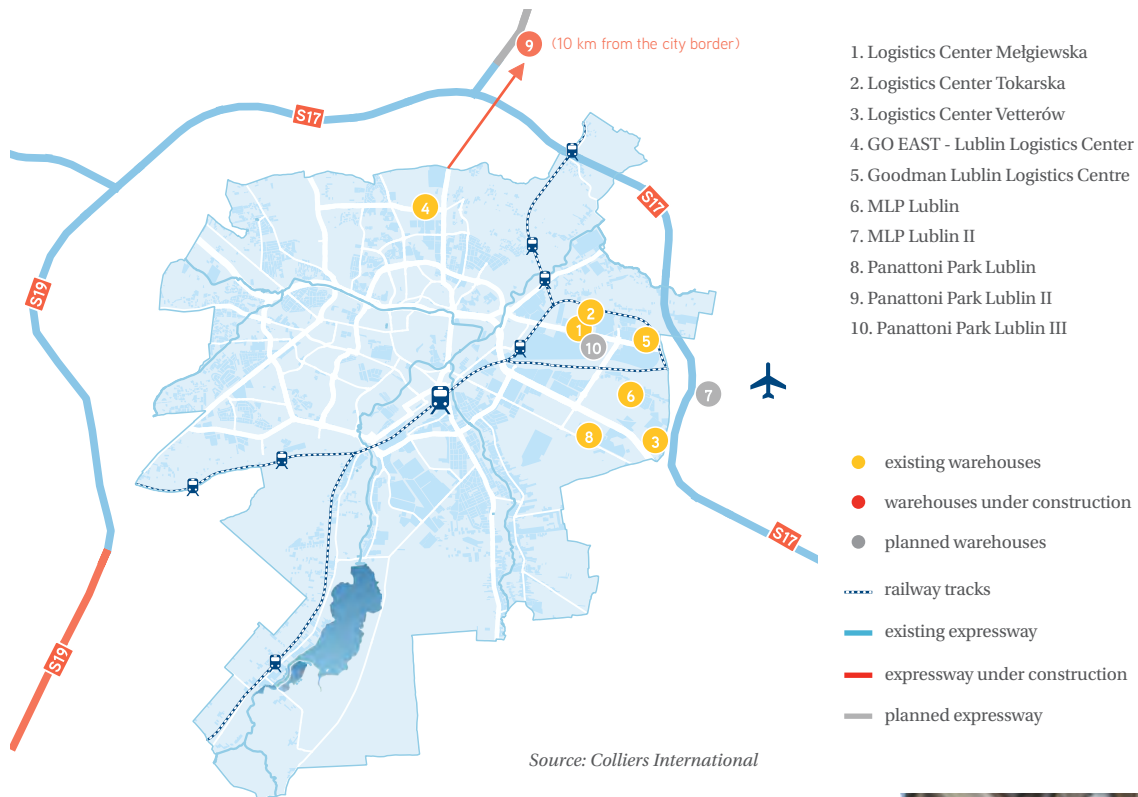 9 (10 km from the city border)
S17
S17
S19
S17
S19
4
2
1
10
5
6
7
8
3
1. Logistics Center Mełgiewska
2. Logistics Center Tokarska
3. Logistics Center Vetterów
4. GO EAST - Lublin Logistics Center
5. Goodman Lublin Logistics Centre
6. MLP Lublin
7. MLP Lublin II
8. Panattoni Park Lublin
9. Panattoni Park Lublin II
10. Panattoni Park Lublin III
existing warehouses
warehouses under construction
planned warehouses
railway tracks
existing expressway
expressway under construction
planned expressway
Source: Colliers International